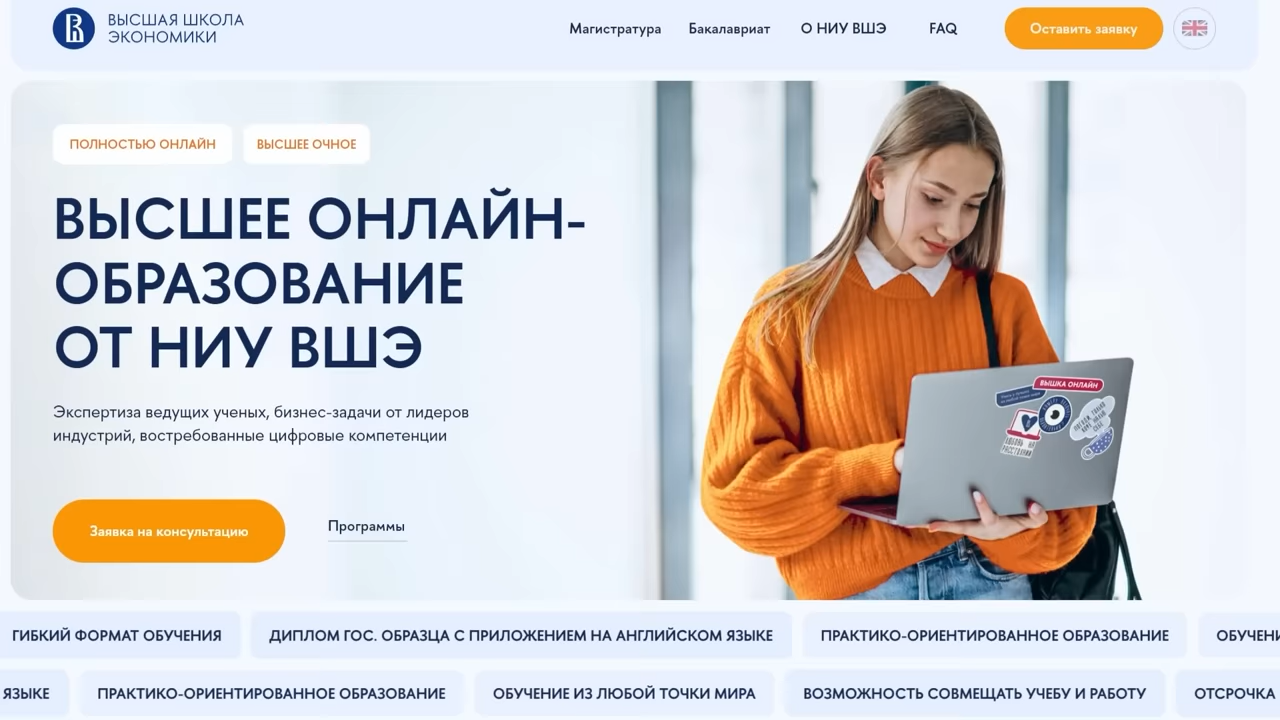 ВЫСШАЯ ШКОЛА
ЭКОНОМИКИ
Магистратура
Бакалавриат
О НИУ ВШЭ
FAQ
Оставить заявку
ПОЛНОСТЬЮ ОНЛАЙН
ВЫСШЕЕ ОЧНОЕ
ВЫСШЕЕ ОНЛАЙН-
ОБРАЗОВАНИЕ
ОТ НИУ ВШЭ
Экспертиза ведущих ученых, бизнес-задачи от лидеров
индустрий, востребованные цифровые компетенции
Заявка на консультацию
Программы
ВЫШКА ОНЛАЙН
ЛЮБОВЬ НА
РАССТОЯНИИ
ГИБКИЙ ФОРМАТ ОБУЧЕНИЯ
ДИПЛОМ ГОС. ОБРАЗЦА С ПРИЛОЖЕНИЕМ НА АНГЛИЙСКОМ ЯЗЫКЕ
ПРАКТИКО-ОРИЕНТИРОВАННОЕ ОБРАЗОВАНИЕ
ОБУЧЕНИ
ЯЗЫКЕ
ПРАКТИКО-ОРИЕНТИРОВАННОЕ ОБРАЗОВАНИЕ
ОБУЧЕНИЕ ИЗ ЛЮБОЙ ТОЧКИ МИРА
ВОЗМОЖНОСТЬ СОВМЕЩАТЬ УЧЕБУ И РАБОТУ
ОТСРОЧКА